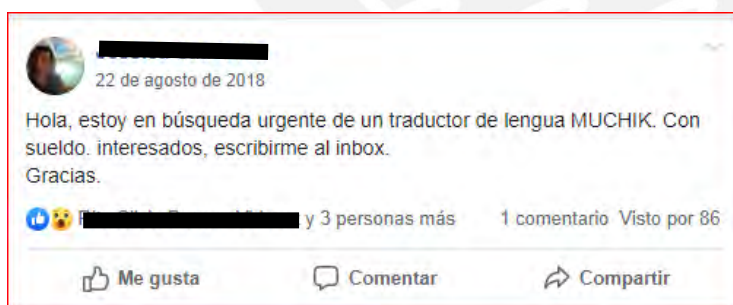 22 de agosto de 2018
Hola, estoy en búsqueda urgente de un traductor de lengua MUCHIK. Con
sueldo. interesados, escribirme al inbox.
Gracias.
y 3 personas más 1 comentario Visto por 86
Me gusta Comentar Compartir